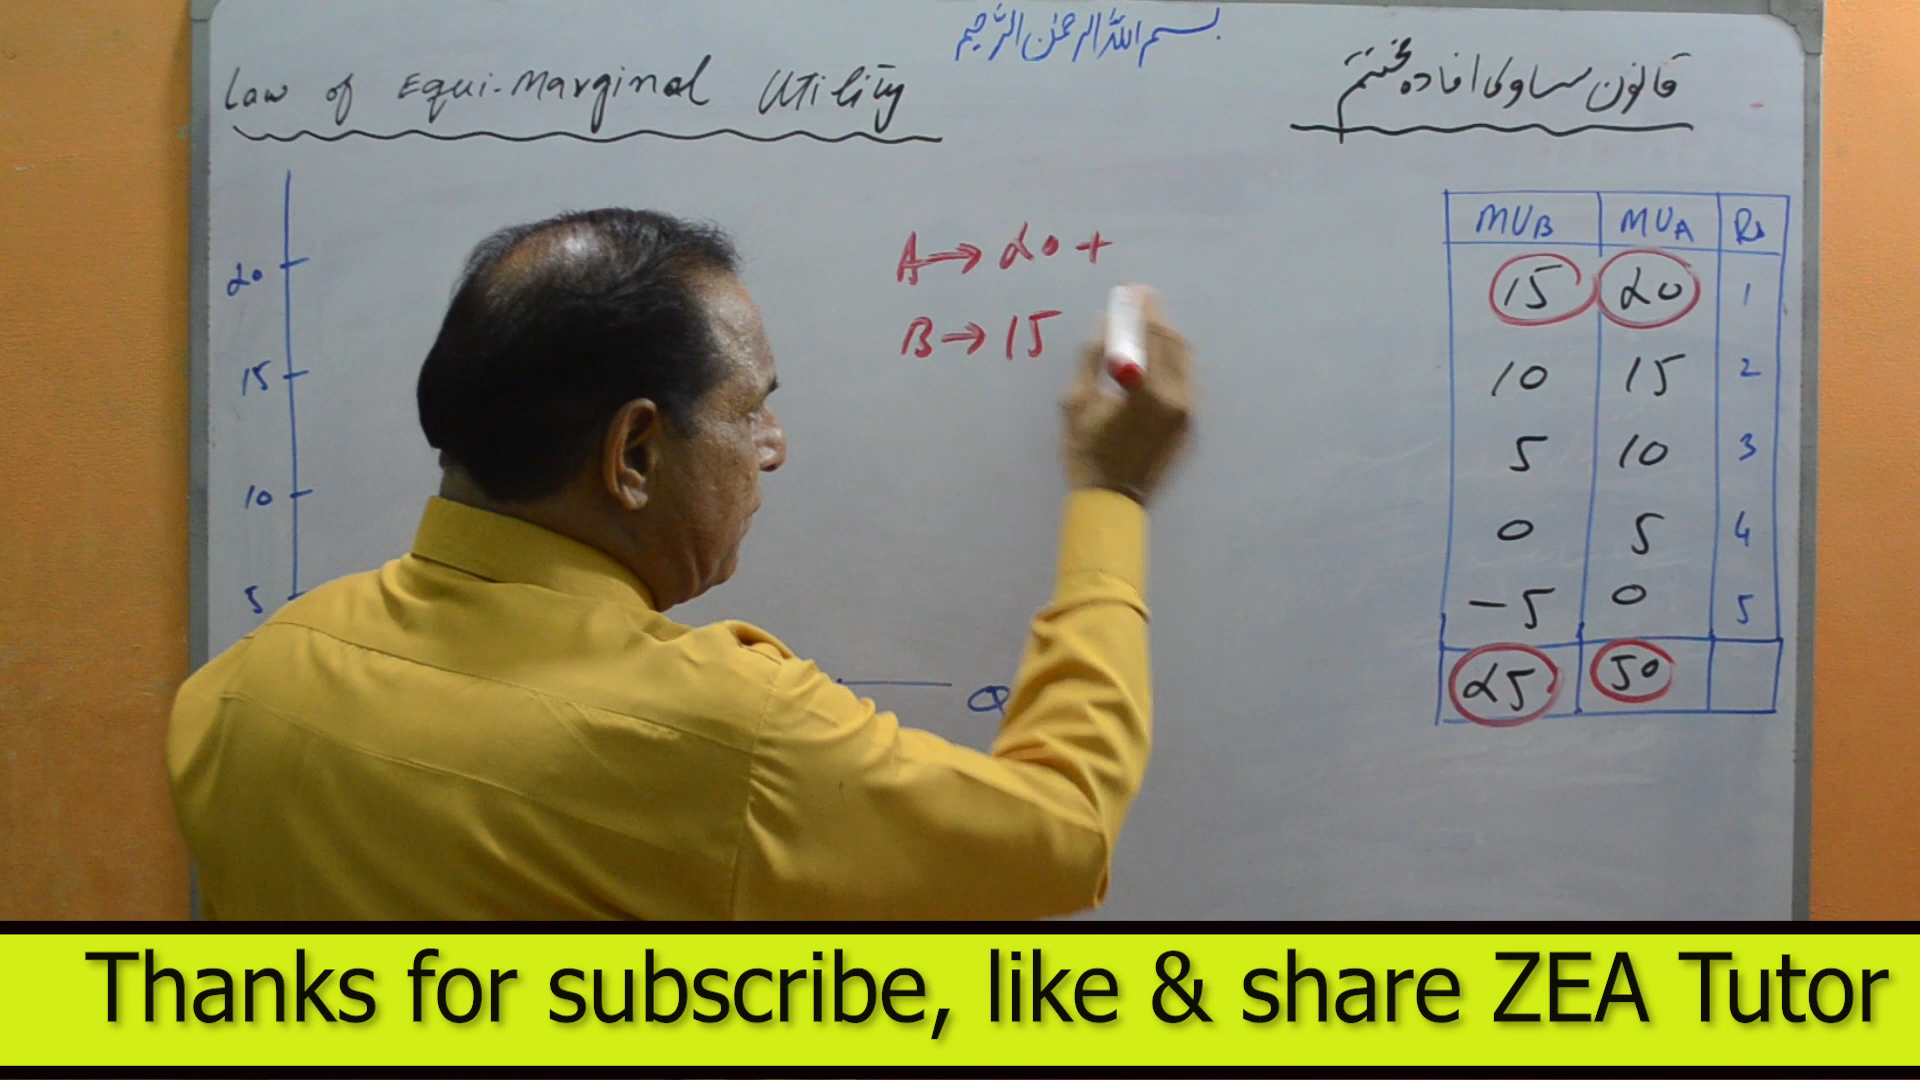 بسم اللہ الرحمٰن الرّحیم
Law of Equi-Marginal Utility
قانون مساوی افادہ مختتم
20
15
10
5
Q
A → 20 +
B → 15
MUB MUA Rs
15 20 1
10 15 2
5 10 3
0 5 4
-5 0 5
25 50
Thanks for subscribe, like & share ZEA Tutor